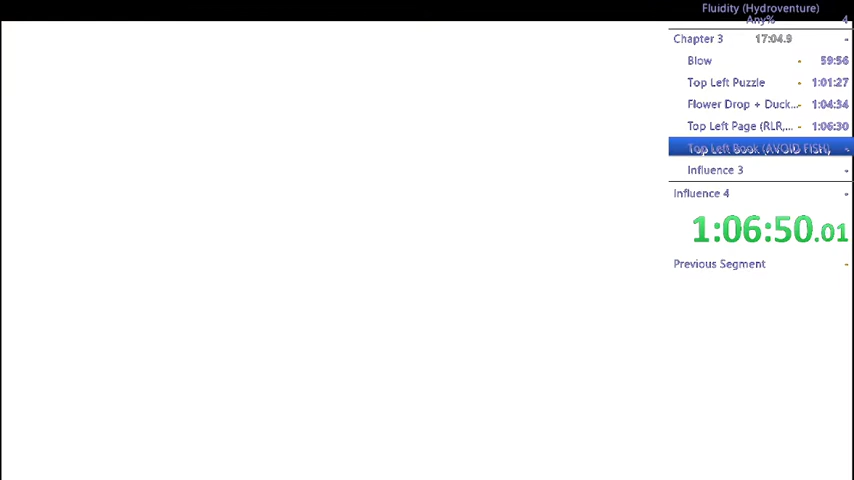 Fluidity (Hydroventure)
Any% 4
Chapter 3 17:04.9 -
Blow - 59:56
Top Left Puzzle - 1:01:27
Flower Drop + Duck... - 1:04:34
Top Left Page (RLR,... - 1:06:30
Top Left Book (AVOID FISH) -
Influence 3 -
Influence 4 -
1:06:50.01
Previous Segment -